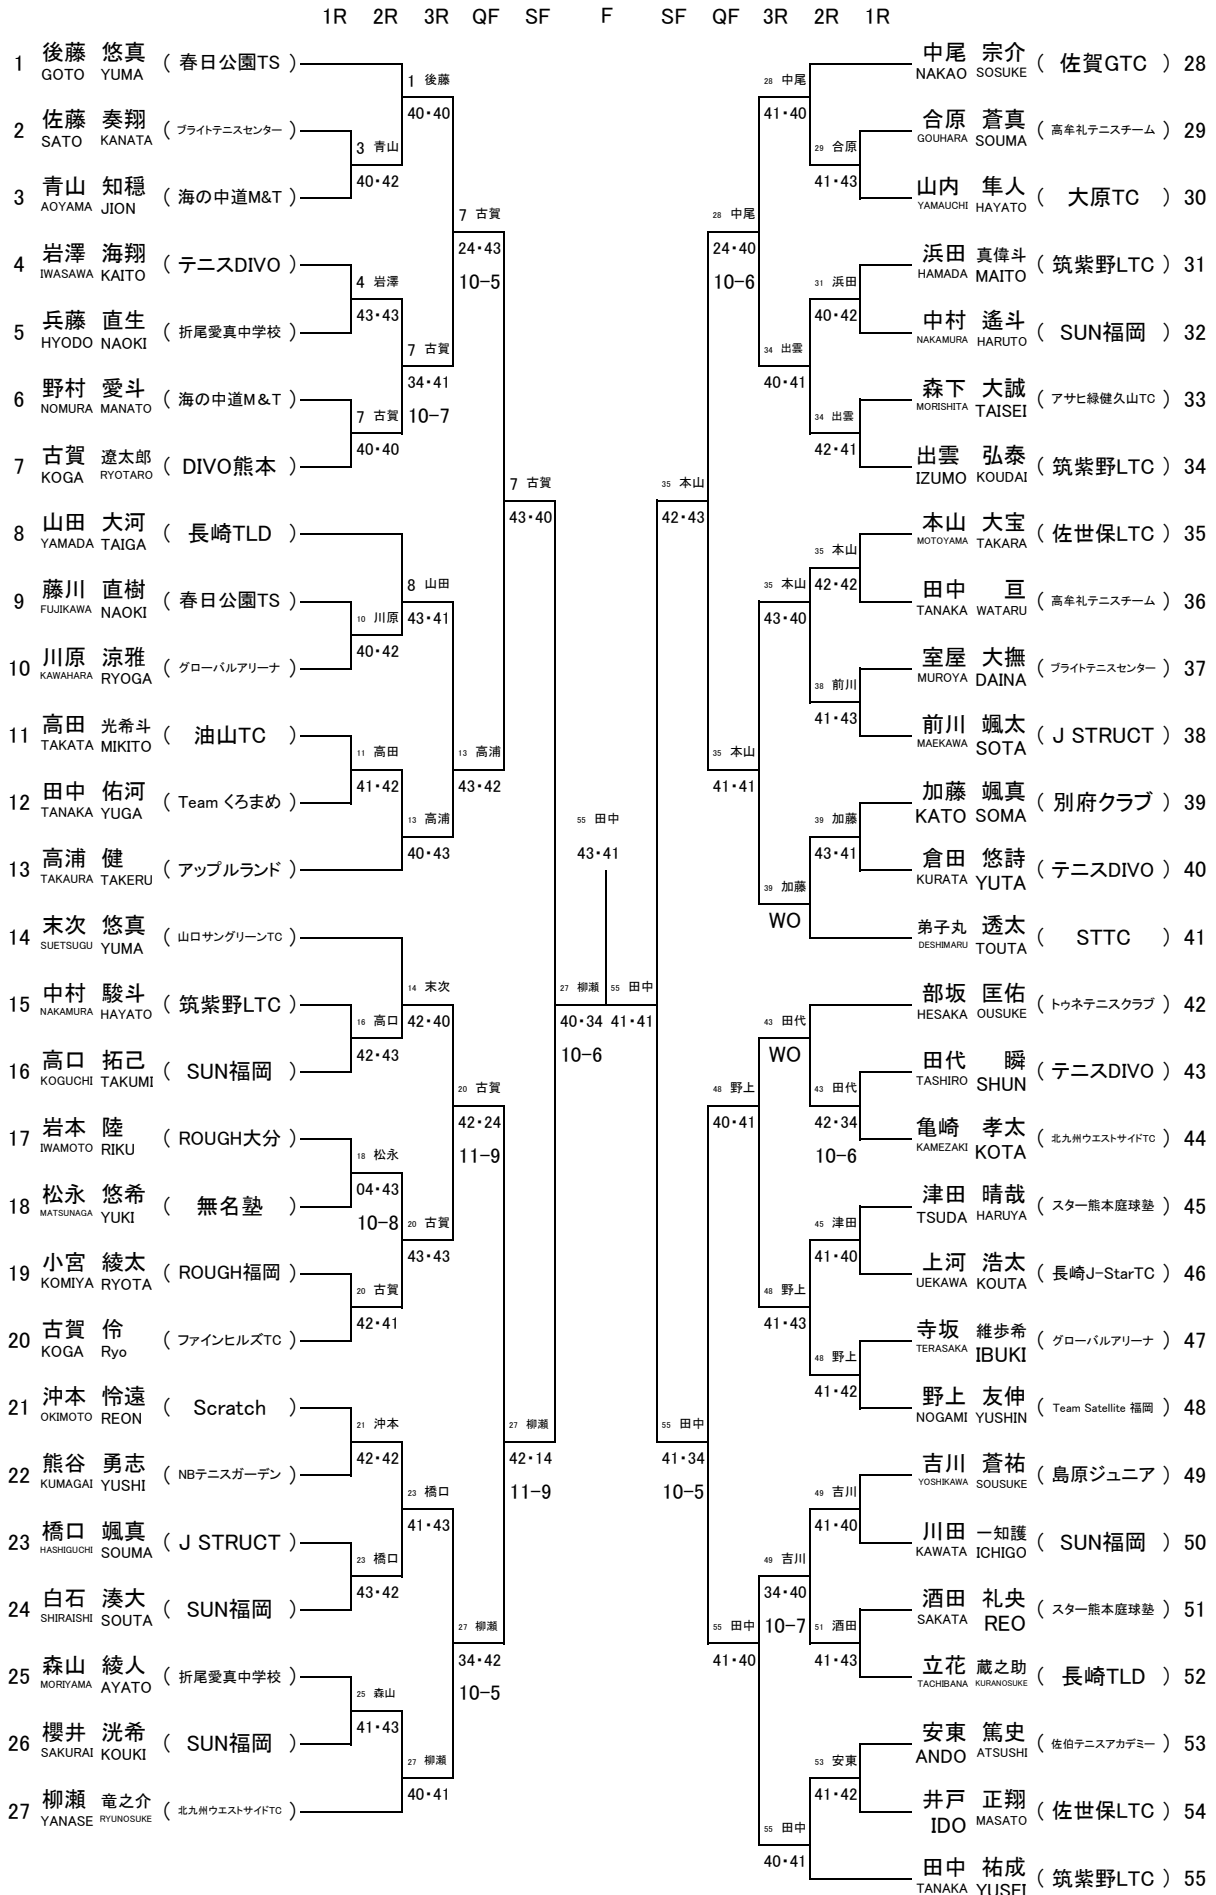 1R 2R 3R QF SF F SF QF 3R 2R 1R
1 後藤 悠真 ( 春日公園TS )
GOTO YUMA
2 佐藤 奏翔 ( ブライトテニスセンター )
SATO KANATA
3 青山 知穏 ( 海の中道M&T )
AOYAMA JION
4 岩澤 海翔 ( テニスDIVO )
IWASAWA KAITO
5 兵藤 直生 ( 折尾愛真中学校 )
HYODO NAOKI
6 野村 愛斗 ( 海の中道M&T )
NOMURA MANATO
7 古賀 遼太郎 ( DIVO熊本 )
KOGA RYOTARO
8 山田 大河 ( 長崎TLD )
YAMADA TAIGA
9 藤川 直樹 ( 春日公園TS )
FUJIKAWA NAOKI
10 川原 涼雅 ( グローバルアリーナ )
KAWAHARA RYOGA
11 高田 光希斗 ( 油山TC )
TAKATA MIKITO
12 田中 佑河 ( Team くろまめ )
TANAKA YUGA
13 高浦 健 ( アップルランド )
TAKAURA TAKERU
14 末次 悠真 ( 山口サングリーンTC )
SUETSUGU YUMA
15 中村 駿斗 ( 筑紫野LTC )
NAKAMURA HAYATO
16 高口 拓己 ( SUN福岡 )
KOGUCHI TAKUMI
17 岩本 陸 ( ROUGH大分 )
IWAMOTO RIKU
18 松永 悠希 ( 無名塾 )
MATSUNAGA YUKI
19 小宮 綾太 ( ROUGH福岡 )
KOMIYA RYOTA
20 古賀 伶 ( ファインヒルズTC )
KOGA Ryo
21 沖本 怜遠 ( Scratch )
OKIMOTO REON
22 熊谷 勇志 ( NBテニスガーデン )
KUMAGAI YUSHI
23 橋口 颯真 ( J STRUCT )
HASHIGUCHI SOUMA
24 白石 湊大 ( SUN福岡 )
SHIRAISHI SOUTA
25 森山 綾人 ( 折尾愛真中学校 )
MORIYAMA AYATO
26 櫻井 洸希 ( SUN福岡 )
SAKURAI KOUKI
27 柳瀬 竜之介 ( 北九州ウエストサイドTC )
YANASE RYUNOSUKE
3 青山
40・42
4 岩澤
43・43
7 古賀
40・40
10 川原
40・42
11 高田
41・42
16 高口
42・43
18 松永
04・43
10-8
20 古賀
42・41
21 沖本
42・42
23 橋口
43・42
25 森山
41・43
1 後藤
40・40
7 古賀
34・41
10-7
8 山田
43・41
13 高浦
40・43
14 末次
42・40
20 古賀
43・43
23 橋口
41・43
27 柳瀬
40・41
7 古賀
24・43
10-5
13 高浦
43・42
20 古賀
42・24
11-9
27 柳瀬
34・42
10-5
7 古賀
43・40
27 柳瀬
42・14
11-9
27 柳瀬
40・34
10-6
55 田中
43・41
55 田中
41・41
35 本山
42・43
55 田中
41・34
10-5
28 中尾
24・40
10-6
35 本山
41・41
48 野上
40・41
55 田中
41・40
28 中尾
41・40
34 出雲
40・41
35 本山
43・40
39 加藤
WO
43 田代
WO
48 野上
41・43
49 吉川
34・40
10-7
55 田中
40・41
29 合原
41・43
31 浜田
40・42
34 出雲
42・41
35 本山
42・42
38 前川
41・43
39 加藤
43・41
43 田代
42・34
10-6
45 津田
41・40
48 野上
41・42
49 吉川
41・40
51 酒田
41・43
53 安東
41・42
中尾 宗介 ( 佐賀GTC ) 28
NAKAO SOSUKE
合原 蒼真 ( 高牟礼テニスチーム ) 29
GOUHARA SOUMA
山内 隼人 ( 大原TC ) 30
YAMAUCHI HAYATO
浜田 真偉斗 ( 筑紫野LTC ) 31
HAMADA MAITO
中村 遙斗 ( SUN福岡 ) 32
NAKAMURA HARUTO
森下 大誠 ( アサヒ緑健久山TC ) 33
MORISHITA TAISEI
出雲 弘泰 ( 筑紫野LTC ) 34
IZUMO KOUDAI
本山 大宝 ( 佐世保LTC ) 35
MOTOYAMA TAKARA
田中 亘 ( 高牟礼テニスチーム ) 36
TANAKA WATARU
室屋 大撫 ( ブライトテニスセンター ) 37
MUROYA DAINA
前川 颯太 ( J STRUCT ) 38
MAEKAWA SOTA
加藤 颯真 ( 別府クラブ ) 39
KATO SOMA
倉田 悠詩 ( テニスDIVO ) 40
KURATA YUTA
弟子丸 透太 ( STTC ) 41
DESHIMARU TOUTA
部坂 匡佑 ( トゥネテニスクラブ ) 42
HESAKA OUSUKE
田代 瞬 ( テニスDIVO ) 43
TASHIRO SHUN
亀崎 孝太 ( 北九州ウエストサイドTC ) 44
KAMEZAKI KOTA
津田 晴哉 ( スター熊本庭球塾 ) 45
TSUDA HARUYA
上河 浩太 ( 長崎J-StarTC ) 46
UEKAWA KOUTA
寺坂 維歩希 ( グローバルアリーナ ) 47
TERASAKA IBUKI
野上 友伸 ( Team Satellite 福岡 ) 48
NOGAMI YUSHIN
吉川 蒼祐 ( 島原ジュニア ) 49
YOSHIKAWA SOUSUKE
川田 一知護 ( SUN福岡 ) 50
KAWATA ICHIGO
酒田 礼央 ( スター熊本庭球塾 ) 51
SAKATA REO
立花 蔵之助 ( 長崎TLD ) 52
TACHIBANA KURANOSUKE
安東 篤史 ( 佐伯テニスアカデミー ) 53
ANDO ATSUSHI
井戸 正翔 ( 佐世保LTC ) 54
IDO MASATO
田中 祐成 ( 筑紫野LTC ) 55
TANAKA YUSEI